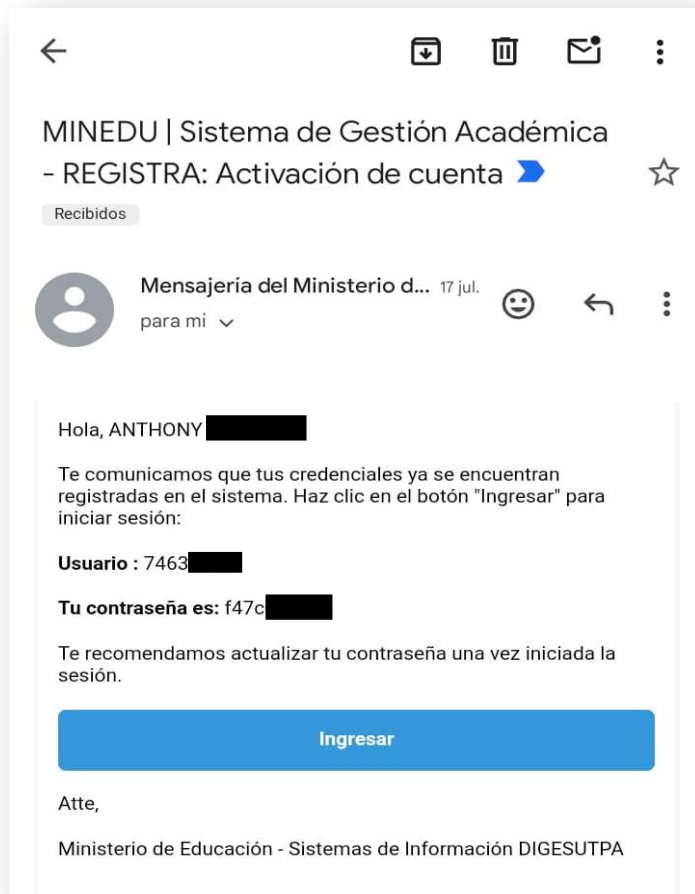 MINEDU | Sistema de Gestión Académica
- REGISTRA: Activación de cuenta
Recibidos
Mensajería del Ministerio d... 17 jul.
para mí
Hola, ANTHONY
Te comunicamos que tus credenciales ya se encuentran
registradas en el sistema. Haz clic en el botón "Ingresar" para
iniciar sesión:
Usuario : 7463
Tu contraseña es: f47c
Te recomendamos actualizar tu contraseña una vez iniciada la
sesión.
Ingresar
Atte,
Ministerio de Educación - Sistemas de Información DIGESUTPA